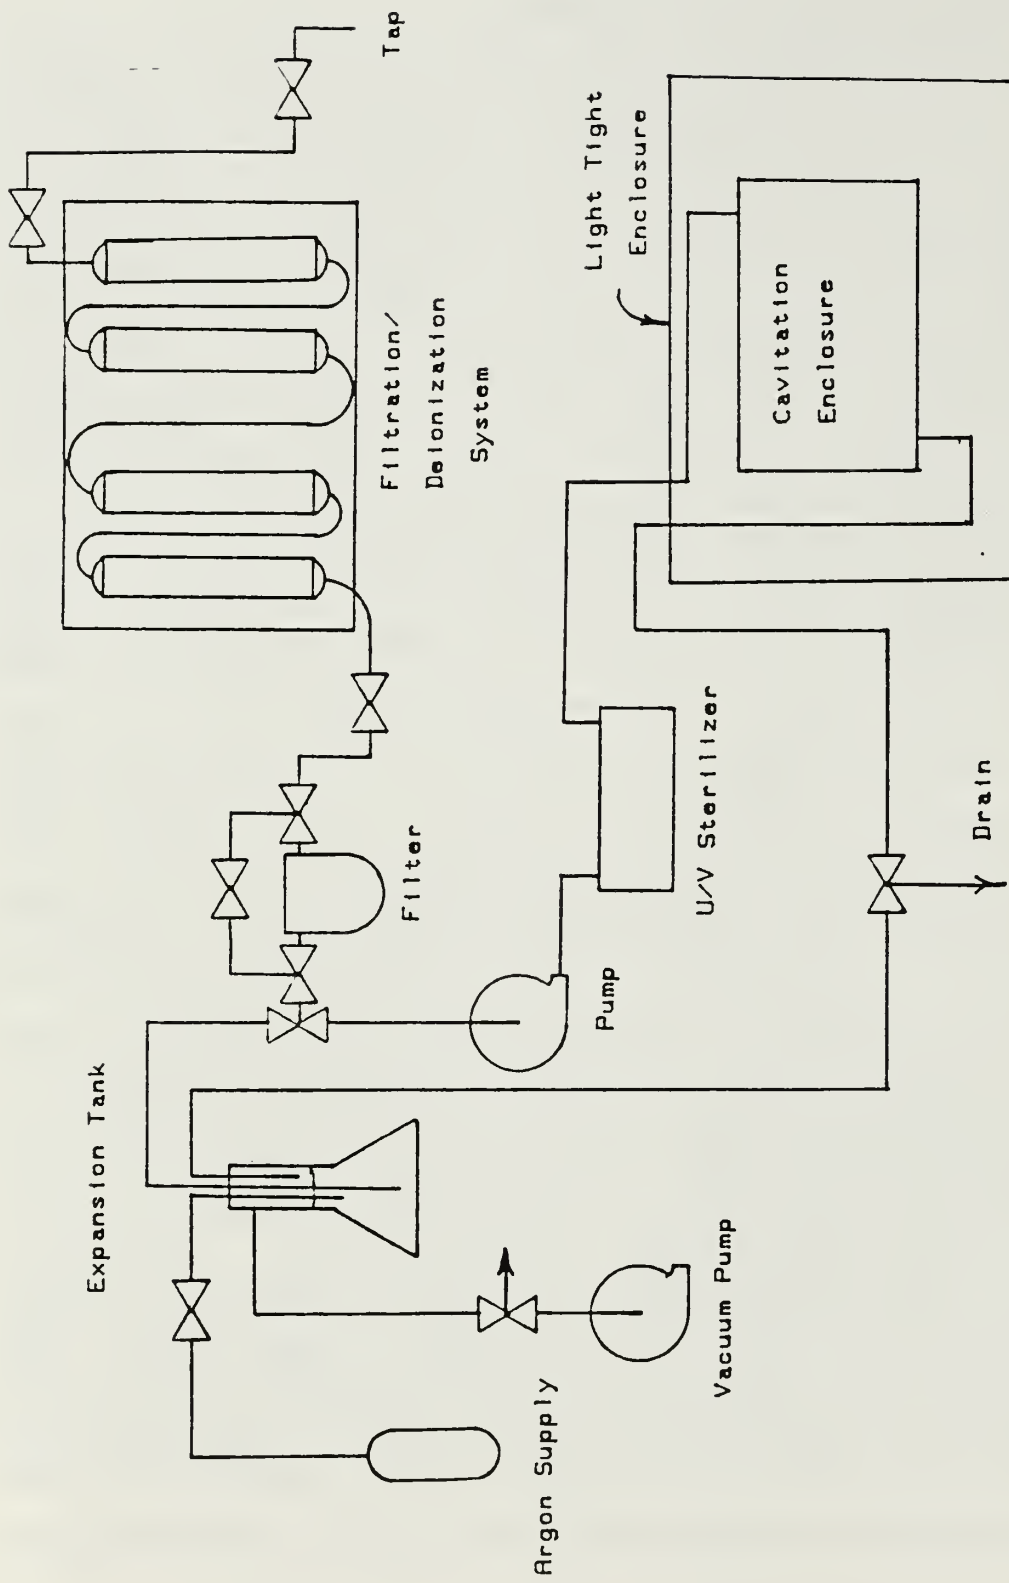 Expansion Tank
Filtration/
Deionization
System
Tap
Filter
Argon Supply
Light Tight
Enclosure
Pump
U/V Sterilizer
Vacuum Pump
Cavitation
Enclosure
Drain